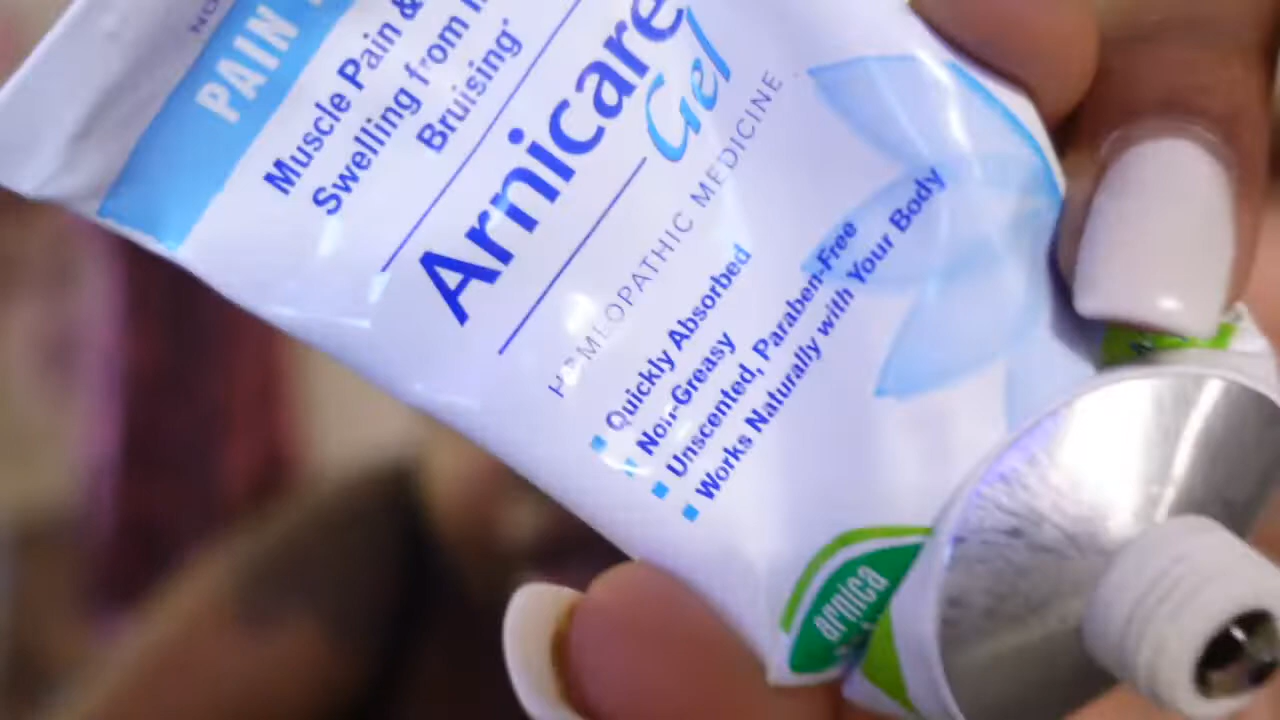 PAIN
Muscle Pain &
Swelling from
Bruising*
Arnicare
Gel
HOMEOPATHIC MEDICINE
Quickly Absorbed
Non-Greasy
Unscented, Paraben-Free
Works Naturally with Your Body
arnica